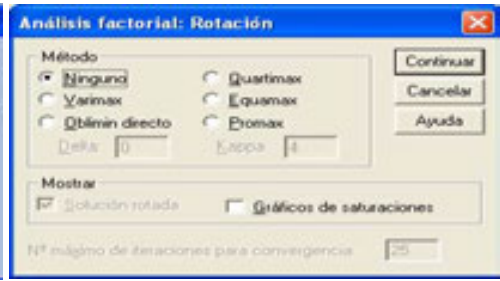 Análisis factorial: Rotación
Método
Ninguno
Quartimax
Varimax
Equamax
Oblimin directo
Promax
Delta: 0
Kappa 4
Continuar
Cancelar
Ayuda
Mostrar
Solución rotada
Gráficos de saturaciones
Nº máximo de iteraciones para convergencia 25